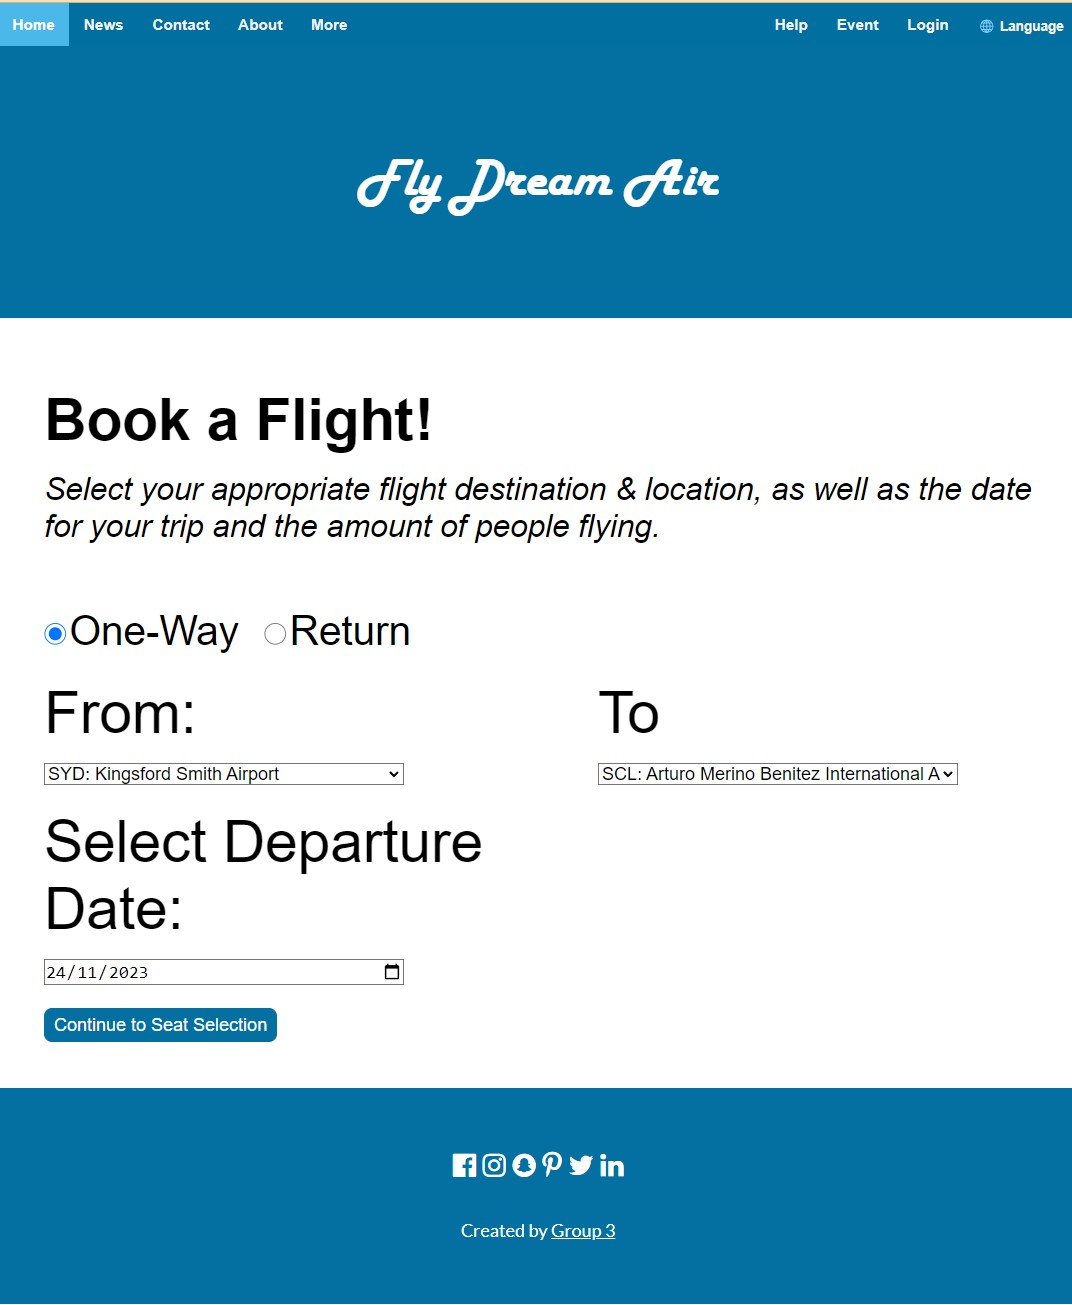 Home News Contact About More Help Event Login Language
Fly Dream Air
Book a Flight!
Select your appropriate flight destination & location, as well as the date
for your trip and the amount of people flying.
One-Way Return
From: To
SYD: Kingsford Smith Airport SCL: Arturo Merino Benitez International A
Select Departure
Date:
24/11/2023
Continue to Seat Selection
Created by Group 3